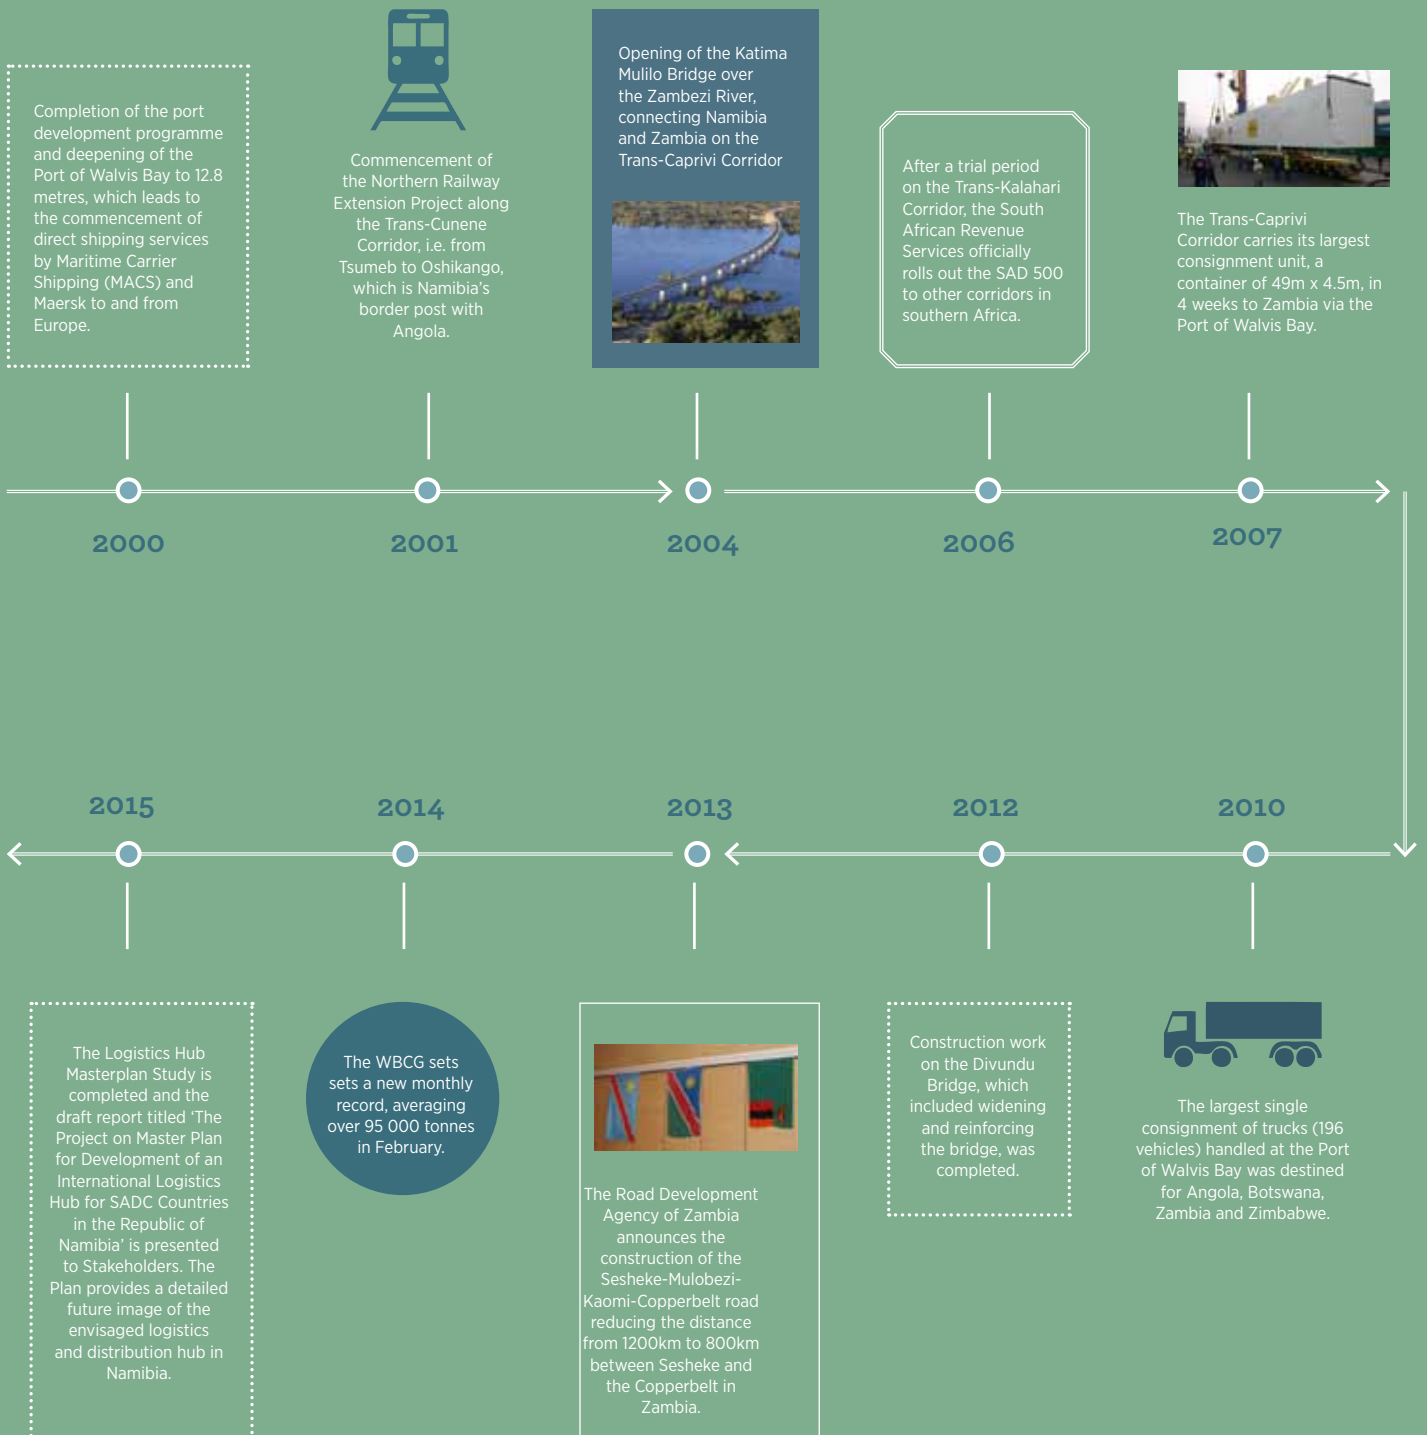 Completion of the port
development programme
and deepening of the
Port of Walvis Bay to 12.8
metres, which leads to
the commencement of
direct shipping services
by Maritime Carrier
Shipping (MACS) and
Maersk to and from
Europe.
Commencement of
the Northern Railway
Extension Project along
the Trans-Cunene
Corridor, i.e. from
Tsumeb to Oshikango,
which is Namibia's
border post with
Angola.
Opening of the Katima
Mulilo Bridge over
the Zambezi River,
connecting Namibia
and Zambia on the
Trans-Caprivi Corridor
After a trial period
on the Trans-Kalahari
Corridor, the South
African Revenue
Services officially
rolls out the SAD 500
to other corridors in
southern Africa.
The Trans-Caprivi
Corridor carries its largest
consignment unit, a
container of 49m x 4.5m, in
4 weeks to Zambia via the
Port of Walvis Bay.
2000
2001
2004
2006
2007
2015
2014
2013
2012
2010
The Logistics Hub
Masterplan Study is
completed and the
draft report titled ‘The
Project on Master Plan
for Development of an
International Logistics
Hub for SADC Countries
in the Republic of
Namibia’ is presented
to Stakeholders. The
Plan provides a detailed
future image of the
envisaged logistics
and distribution hub in
Namibia.
The WBCG sets
sets a new monthly
record, averaging
over 95 000 tonnes
in February.
The Road Development
Agency of Zambia
announces the
construction of the
Sesheke-Mulobezi-
Kaomi-Copperbelt road
reducing the distance
from 1200km to 800km
between Sesheke and
the Copperbelt in
Zambia.
Construction work
on the Divundu
Bridge, which
included widening
and reinforcing
the bridge, was
completed.
The largest single
consignment of trucks (196
vehicles) handled at the Port
of Walvis Bay was destined
for Angola, Botswana,
Zambia and Zimbabwe.